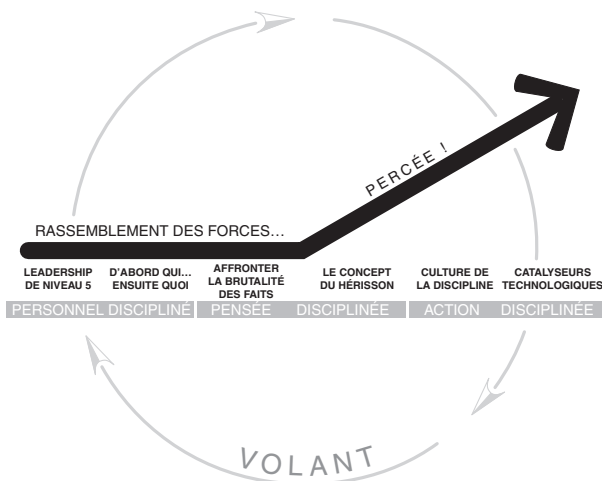 PERCÉE !
RASSEMBLEMENT DES FORCES…
LEADERSHIP
DE NIVEAU 5
D'ABORD QUI…
ENSUITE QUOI
AFFRONTER
LA BRUTALITÉ
DES FAITS
LE CONCEPT
DU HÉRISSON
CULTURE DE
LA DISCIPLINE
CATALYSEURS
TECHNOLOGIQUES
PERSONNEL DISCIPLINÉ
PENSÉE DISCIPLINÉE
ACTION DISCIPLINÉE
VOLANT